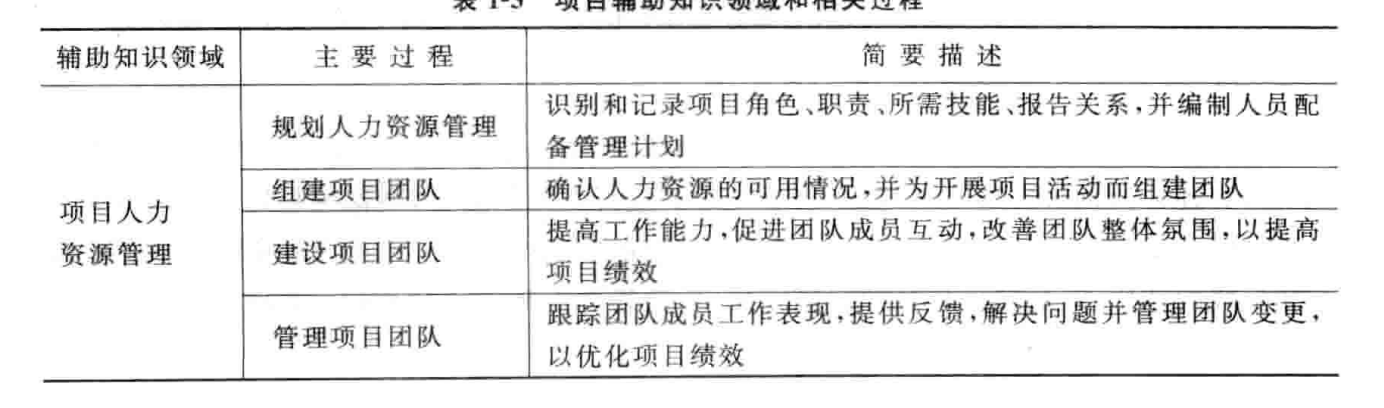 表 1-3 项目辅助知识领域和相关过程
辅助知识领域 主要过程 简要描述
项目人力
资源管理
规划人力资源管理
识别和记录项目角色、职责、所需技能、报告关系,并编制人员配
备管理计划
组建项目团队
确认人力资源的可用情况,并为开展项目活动而组建团队
建设项目团队
提高工作能力,促进团队成员互动,改善团队整体氛围,以提高
项目绩效
管理项目团队
跟踪团队成员工作表现,提供反馈,解决问题并管理团队变更,
以优化项目绩效